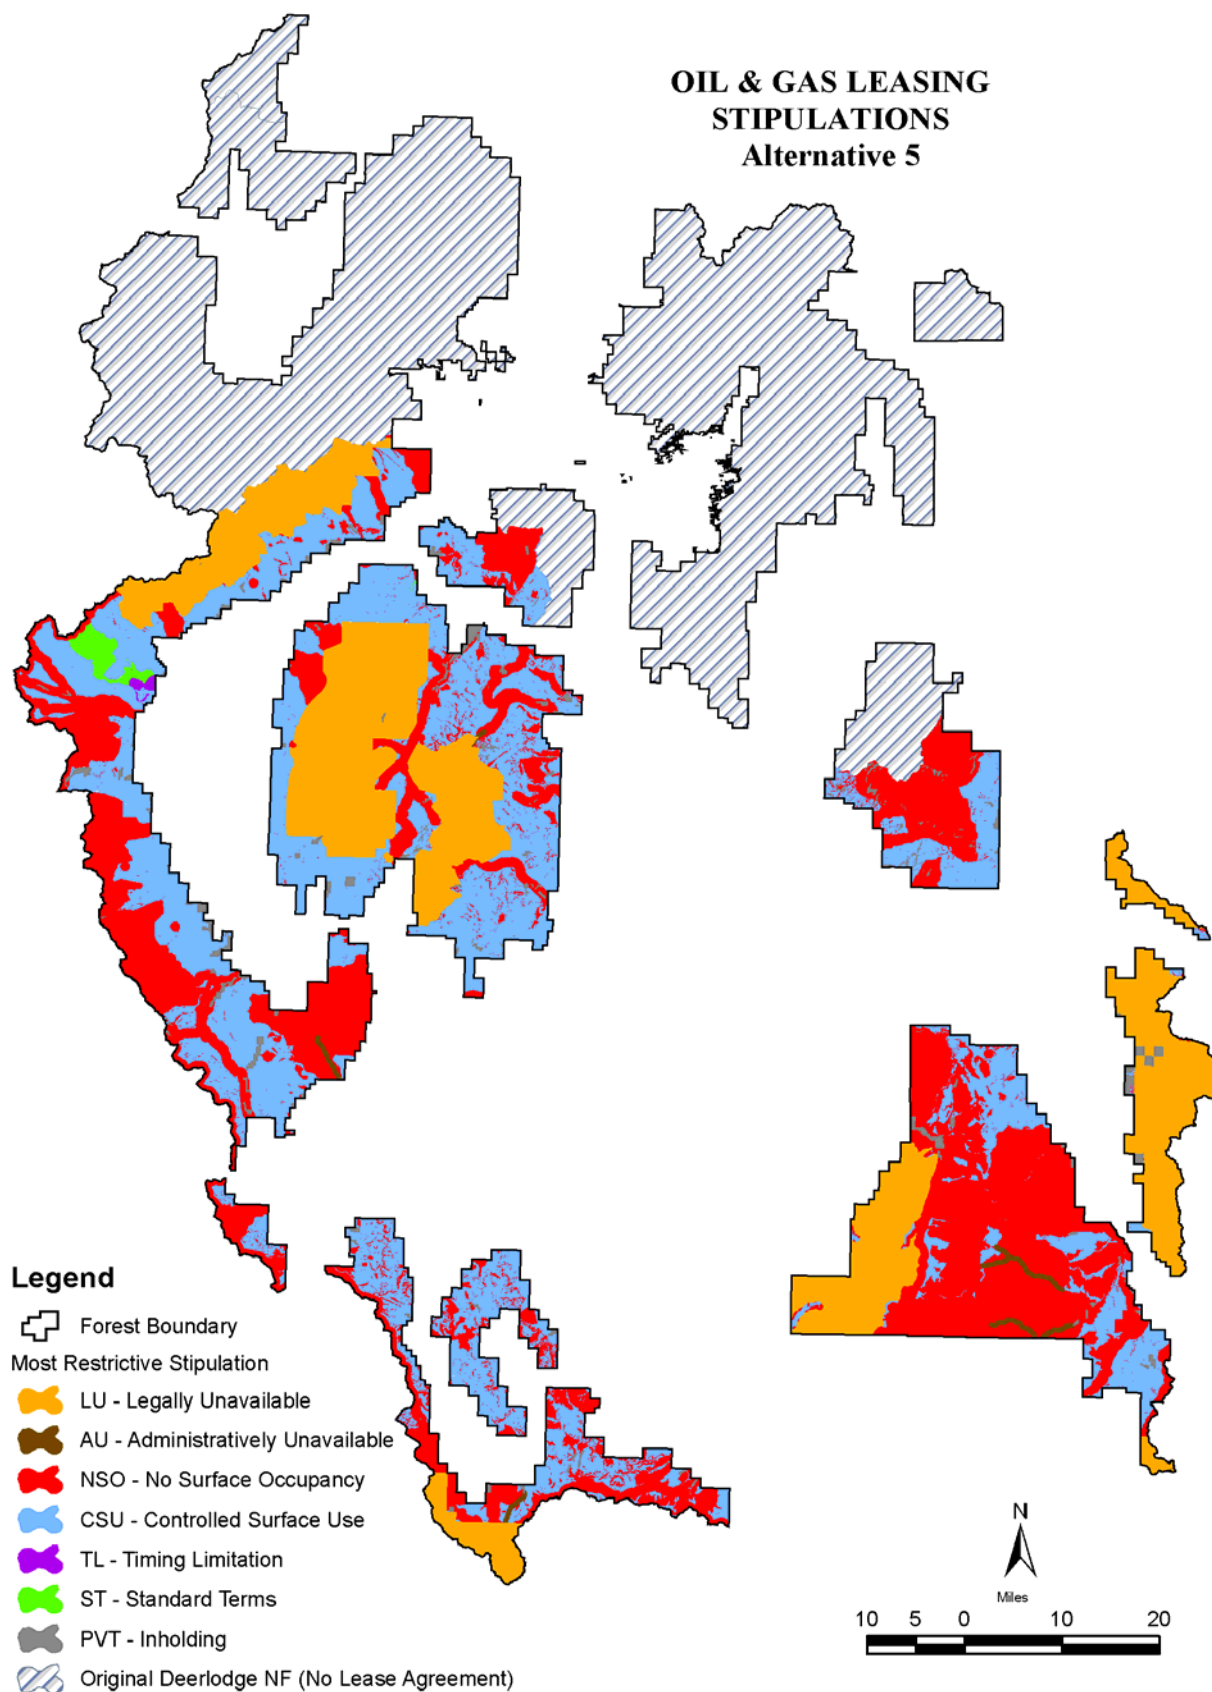 OIL & GAS LEASING
STIPULATIONS
Alternative 5
Legend
Forest Boundary
Most Restrictive Stipulation
LU - Legally Unavailable
AU - Administratively Unavailable
NSO - No Surface Occupancy
CSU - Controlled Surface Use
TL - Timing Limitation
ST - Standard Terms
PVT - Inholding
Original Deerlodge NF (No Lease Agreement)
N
Miles
10 5 0 10 20